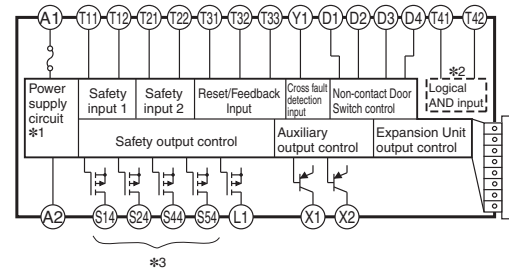 A1 T11 T12 T21 T22 T31 T32 T33 Y1 D1 D2 D3 D4 T41 T42
✻2
Power supply circuit ✻1
Safety input 1
Safety input 2
Reset/Feedback Input
Cross fault detection input
Non-contact Door Switch control
Logical AND input
Safety output control
Auxiliary output control
Expansion Unit output control
A2 S14 S24 S44 S54 L1 X1 X2
✻3